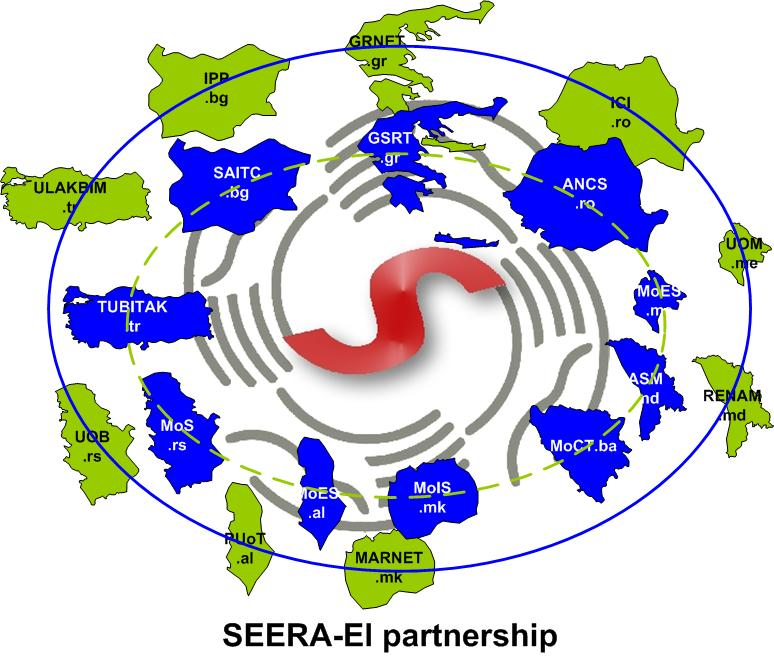 GRNET
.gr
IPP
.bg
ICI
.ro
GSRT
.gr
SAITC
.bg
ANCS
.ro
ULAKBIM
.tr
UOM
.me
MoES
.m
TUBITAK
.tr
ASM
md
RENAM
.md
MoS
.rs
UOB
.rs
MoCT.ba
MoES
.al
MoIS
.mk
PUoT
.al
MARNET
.mk
SEERA-EI partnership